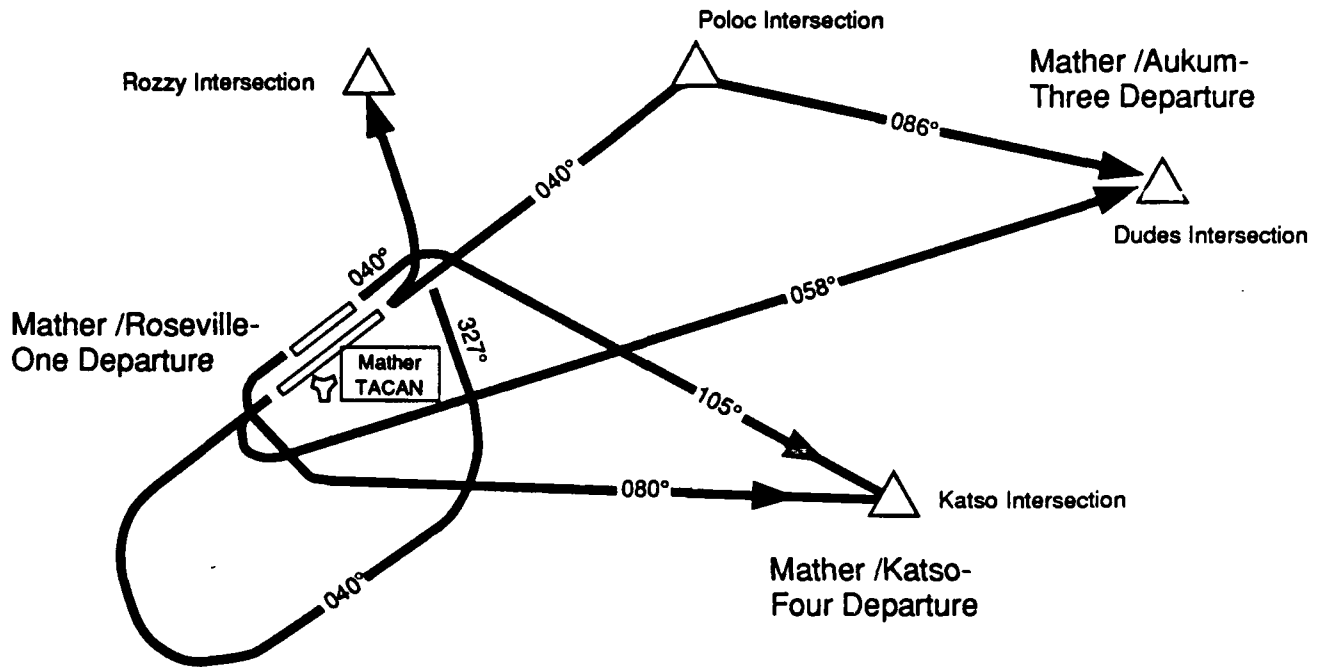 Poloc Intersection
Rozzy Intersection
Mather /Aukum-
Three Departure
086°
040°
Dudes Intersection
040°
058°
Mather /Roseville-
One Departure
327°
Mather
TACAN
105°
080°
Katso Intersection
Mather /Katso-
Four Departure
040°